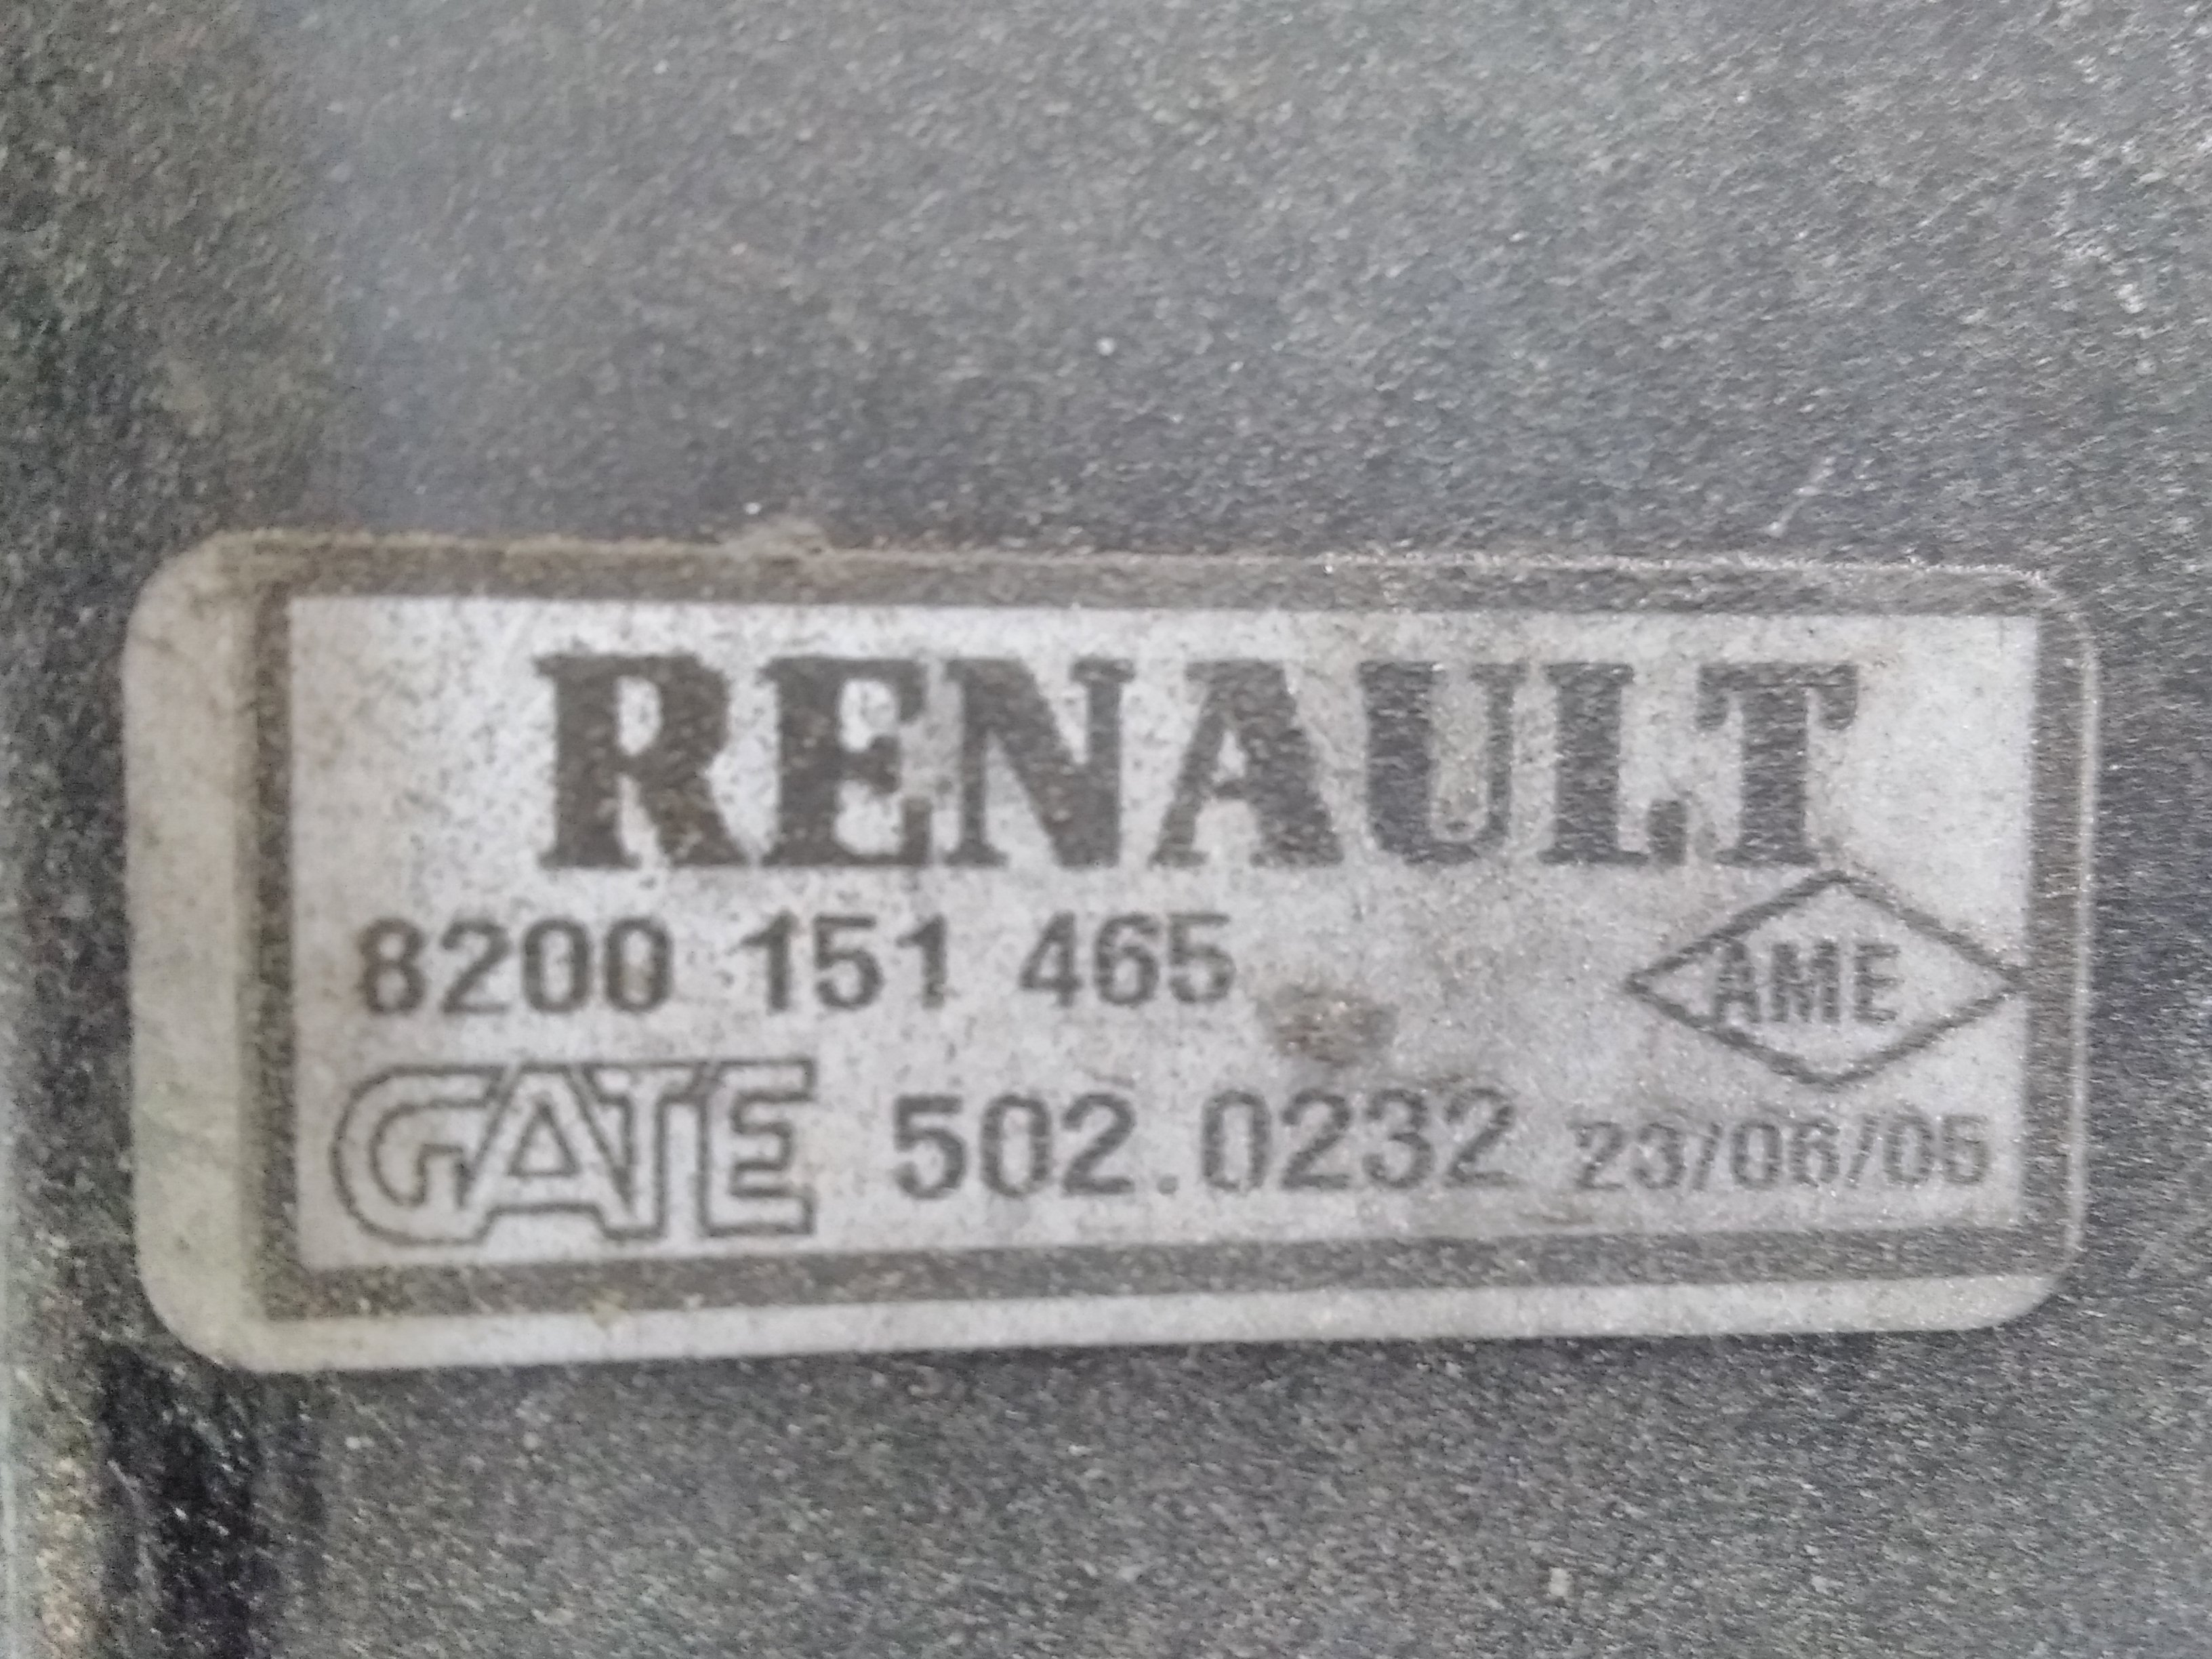 RENAULT
8200 151 465
AME
GATE 502.0232 23/06/05